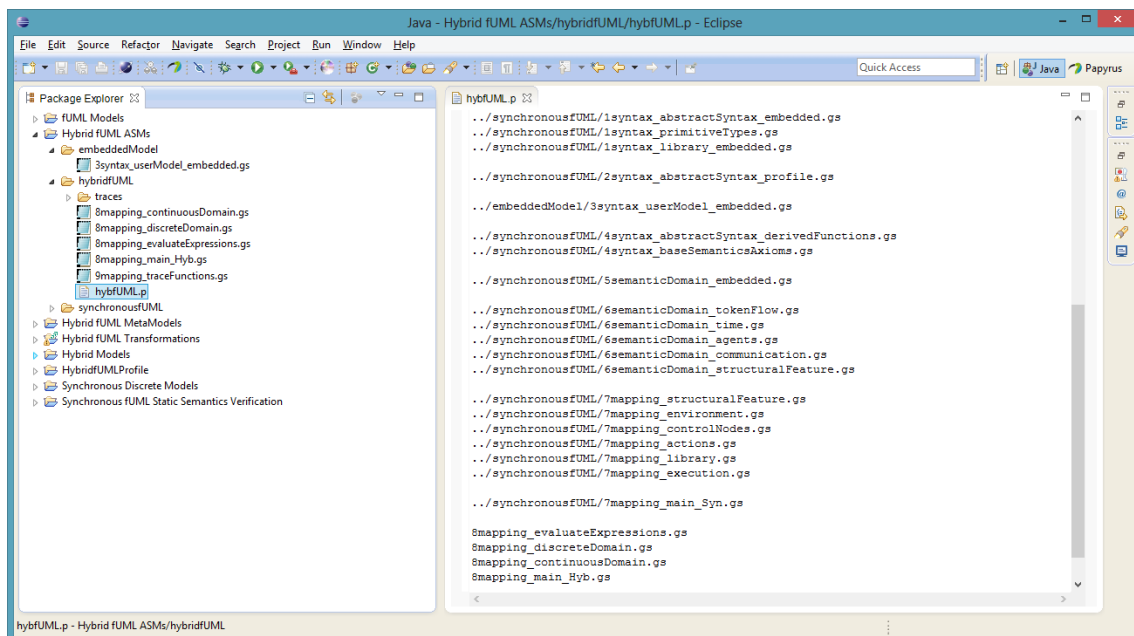 Java - Hybrid fUML ASMs/hybridfUML/hybfUML.p - Eclipse
File Edit Source Refactor Navigate Search Project Run Window Help
Quick Access
Java
Papyrus
Package Explorer
fUML Models
Hybrid fUML ASMs
embeddedModel
3syntax_userModel_embedded.gs
hybridfUML
traces
8mapping_continuousDomain.gs
8mapping_discreteDomain.gs
8mapping_evaluateExpressions.gs
8mapping_main_Hyb.gs
9mapping_traceFunctions.gs
hybfUML.p
synchronousfUML
Hybrid fUML MetaModels
Hybrid fUML Transformations
Hybrid Models
HybridfUMLProfile
Synchronous Discrete Models
Synchronous fUML Static Semantics Verification
hybfUML.p
../synchronousfUML/1syntax_abstractSyntax_embedded.gs
../synchronousfUML/1syntax_primitiveTypes.gs
../synchronousfUML/1syntax_library_embedded.gs
../synchronousfUML/2syntax_abstractSyntax_profile.gs
../embeddedModel/3syntax_userModel_embedded.gs
../synchronousfUML/4syntax_abstractSyntax_derivedFunctions.gs
../synchronousfUML/4syntax_baseSemanticsAxioms.gs
../synchronousfUML/5semanticDomain_embedded.gs
../synchronousfUML/6semanticDomain_tokenFlow.gs
../synchronousfUML/6semanticDomain_time.gs
../synchronousfUML/6semanticDomain_agents.gs
../synchronousfUML/6semanticDomain_communication.gs
../synchronousfUML/6semanticDomain_structuralFeature.gs
../synchronousfUML/7mapping_structuralFeature.gs
../synchronousfUML/7mapping_environment.gs
../synchronousfUML/7mapping_controlNodes.gs
../synchronousfUML/7mapping_actions.gs
../synchronousfUML/7mapping_library.gs
../synchronousfUML/7mapping_execution.gs
../synchronousfUML/7mapping_main_Syn.gs
8mapping_evaluateExpressions.gs
8mapping_discreteDomain.gs
8mapping_continuousDomain.gs
8mapping_main_Hyb.gs
hybfUML.p - Hybrid fUML ASMs/hybridfUML